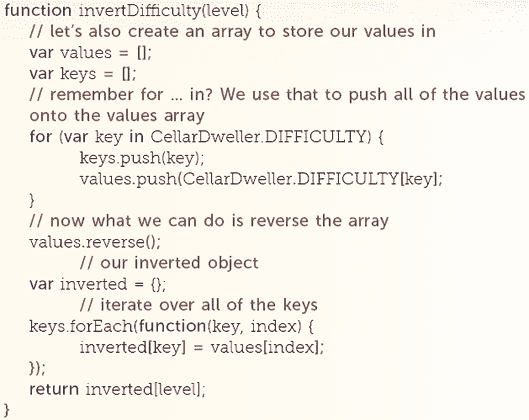 function invertDifficulty(level) {
// let's also create an array to store our values in
var values = [];
var keys = [];
// remember for ... in? We use that to push all of the values
onto the values array
for (var key in CellarDweller.DIFFICULTY) {
keys.push(key);
values.push(CellarDweller.DIFFICULTY[key];
}
// now what we can do is reverse the array
values.reverse();
// our inverted object
var inverted = {};
// iterate over all of the keys
keys.forEach(function(key, index) {
inverted[key] = values[index];
});
return inverted[level];
}